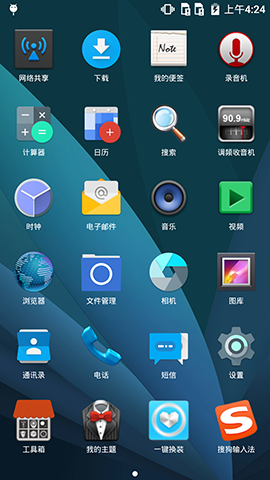 上午4:24
Note
90.9
网络共享
下载
我的便签
录音机
计算器
日历
搜索
调频收音机
时钟
电子邮件
音乐
视频
浏览器
文件管理
相机
图库
通讯录
电话
短信
设置
工具箱
我的主题
一键换装
搜狗输入法